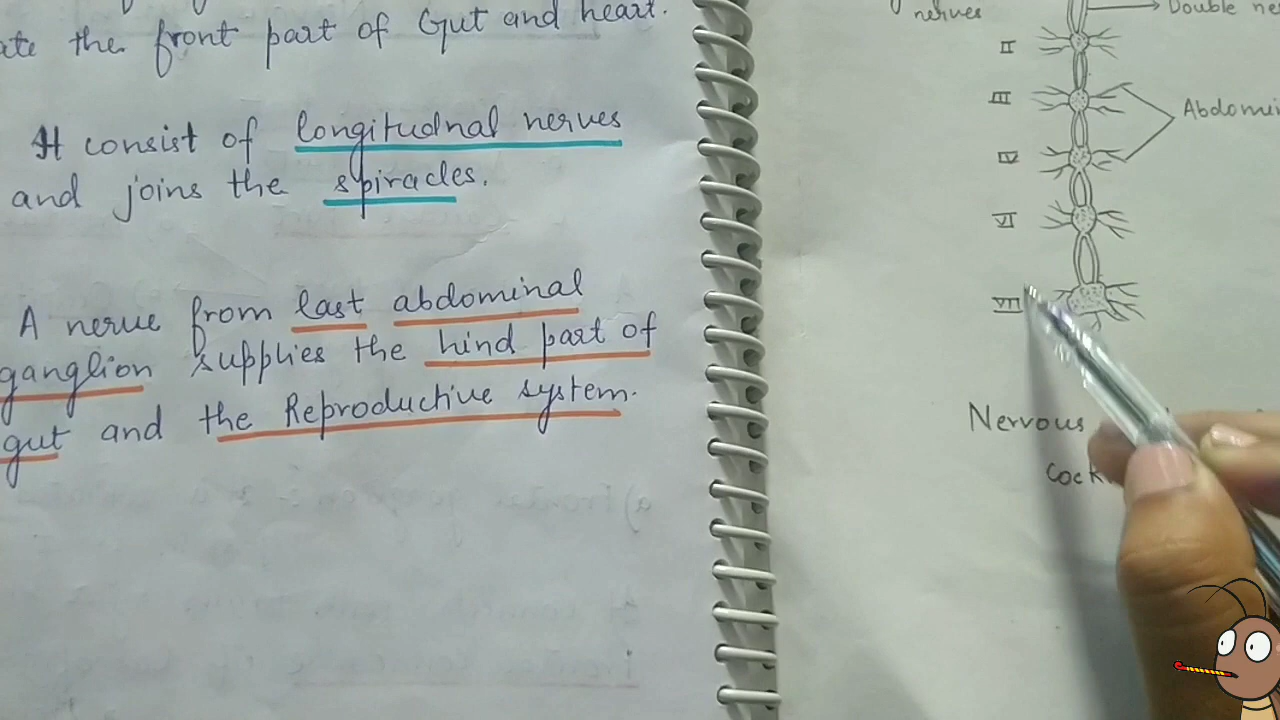 ate the front part of Gut and heart.
It consist of longitudnal nerves
and joins the spiracles.
A nerve from last abdominal
ganglion supplies the hind part of
gut and the Reproductive system.
nerves
Double ne
II
III
Abdomi
IV
VI
VII
Nervous
Cock